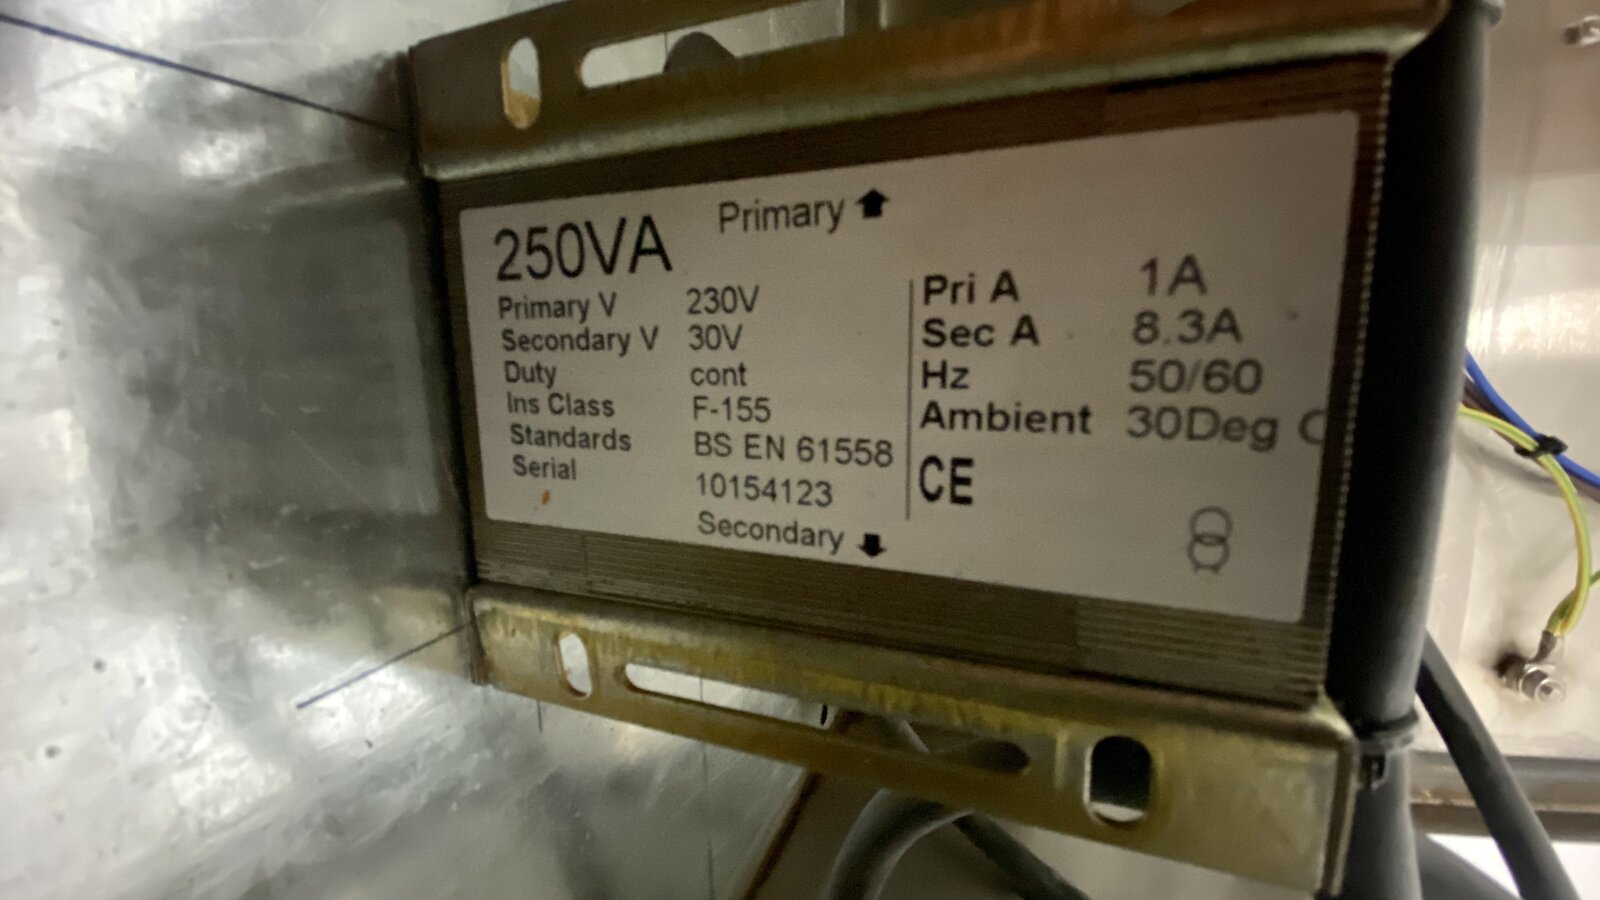 Primary
250VA
Primary V 230V
Secondary V 30V
Duty cont
Ins Class F-155
Standards BS EN 61558
Serial 10154123
Secondary
Pri A 1A
Sec A 8.3A
Hz 50/60
Ambient 30Deg C
CE